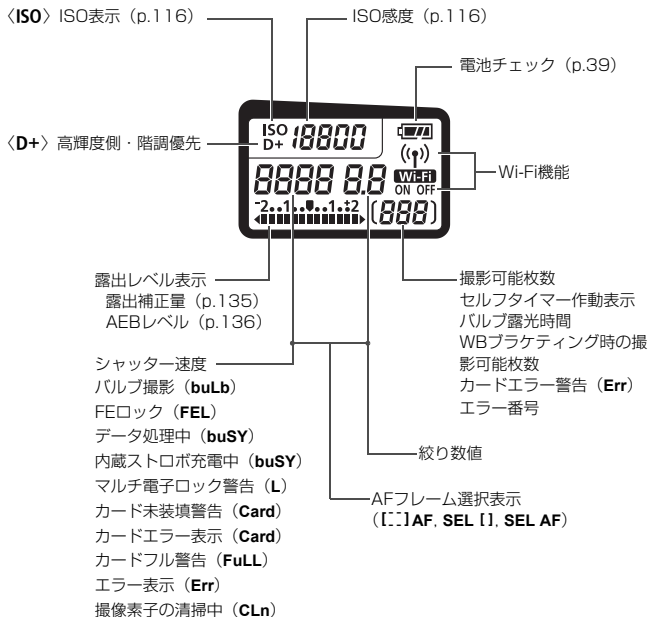 〈ISO〉ISO表示（p.116）
ISO感度（p.116）
電池チェック（p.39）
〈D+〉高輝度側・階調優先
ISO
D+
18800
Wi-Fi
ON OFF
8888 8.8
-2..1..0..1.:+2
(888)
Wi-Fi機能
露出レベル表示
露出補正量（p.135）
AEBレベル（p.136）
シャッター速度
バルブ撮影（buLb）
FEロック（FEL）
データ処理中（buSY）
内蔵ストロボ充電中（buSY）
マルチ電子ロック警告（L）
カード未装填警告（Card）
カードエラー表示（Card）
カードフル警告（FuLL）
エラー表示（Err）
撮像素子の清掃中（CLn）
撮影可能枚数
セルフタイマー作動表示
バルブ露光時間
WBブラケティング時の撮
影可能枚数
カードエラー警告（Err）
エラー番号
絞り数値
AFフレーム選択表示
（[ ] AF, SEL [ ], SEL AF）